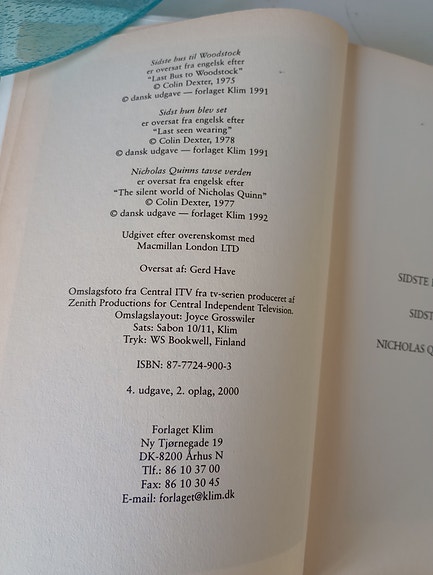 Sidste bus til Woodstock
er oversat fra engelsk efter
"Last Bus to Woodstock"
© Colin Dexter, 1975
© dansk udgave — forlaget Klim 1991
Sidst hun blev set
er oversat fra engelsk efter
"Last seen wearing"
© Colin Dexter, 1978
© dansk udgave — forlaget Klim 1991
Nicholas Quinns tavse verden
er oversat fra engelsk efter
"The silent world of Nicholas Quinn"
© Colin Dexter, 1977
© dansk udgave — forlaget Klim 1992
Udgivet efter overenskomst med
Macmillan London LTD
Oversat af: Gerd Have
Omslagsfoto fra Central ITV fra tv-serien produceret af
Zenith Productions for Central Independent Television.
Omslagslayout: Joyce Grosswiler
Sats: Sabon 10/11, Klim
Tryk: WS Bookwell, Finland
ISBN: 87-7724-900-3
4. udgave, 2. oplag, 2000
Forlaget Klim
Ny Tjørnegade 19
DK-8200 Århus N
Tlf.: 86 10 37 00
Fax: 86 10 30 45
E-mail: forlaget@klim.dk
SIDSTE
SIDST
NICHOLAS Q